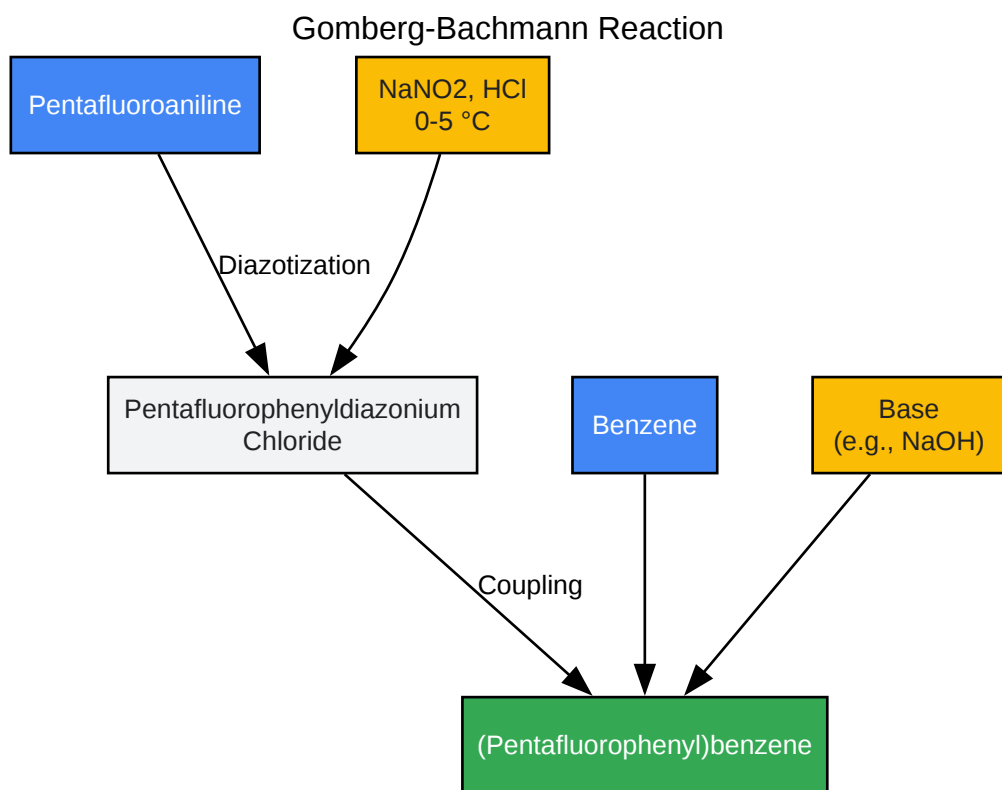 Gomberg-Bachmann Reaction
Pentafluoroaniline
NaNO2, HCl
0-5 °C
Diazotization
Pentafluorophenyldiazonium
Chloride
Benzene
Base
(e.g., NaOH)
Coupling
(Pentafluorophenyl)benzene